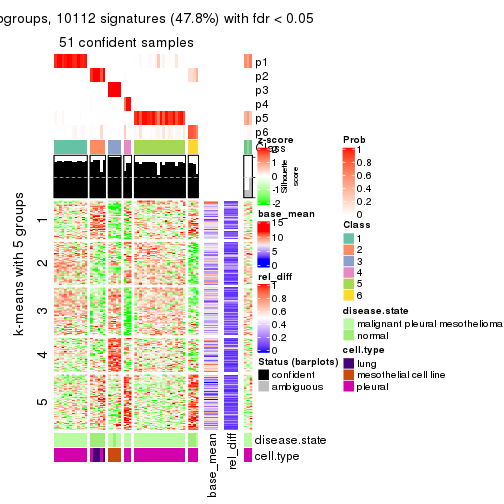 ogroups, 10112 signatures (47.8%) with fdr < 0.05
51 confident samples
p1
p2
p3
p4
p5
p6
Class
z-score
1
0
-1
-2
Silhouette
score
k-means with 5 groups
1
2
3
4
5
base_mean
15
10
5
0
rel_diff
1
0.8
0.6
0.4
0.2
0
Status (barplots)
confident
ambiguous
Prob
1
0.8
0.6
0.4
0.2
0
Class
1
2
3
4
5
6
disease.state
malignant pleural mesothelioma
normal
cell.type
lung
mesothelial cell line
pleural
disease.state
cell.type
base_mean
rel_diff